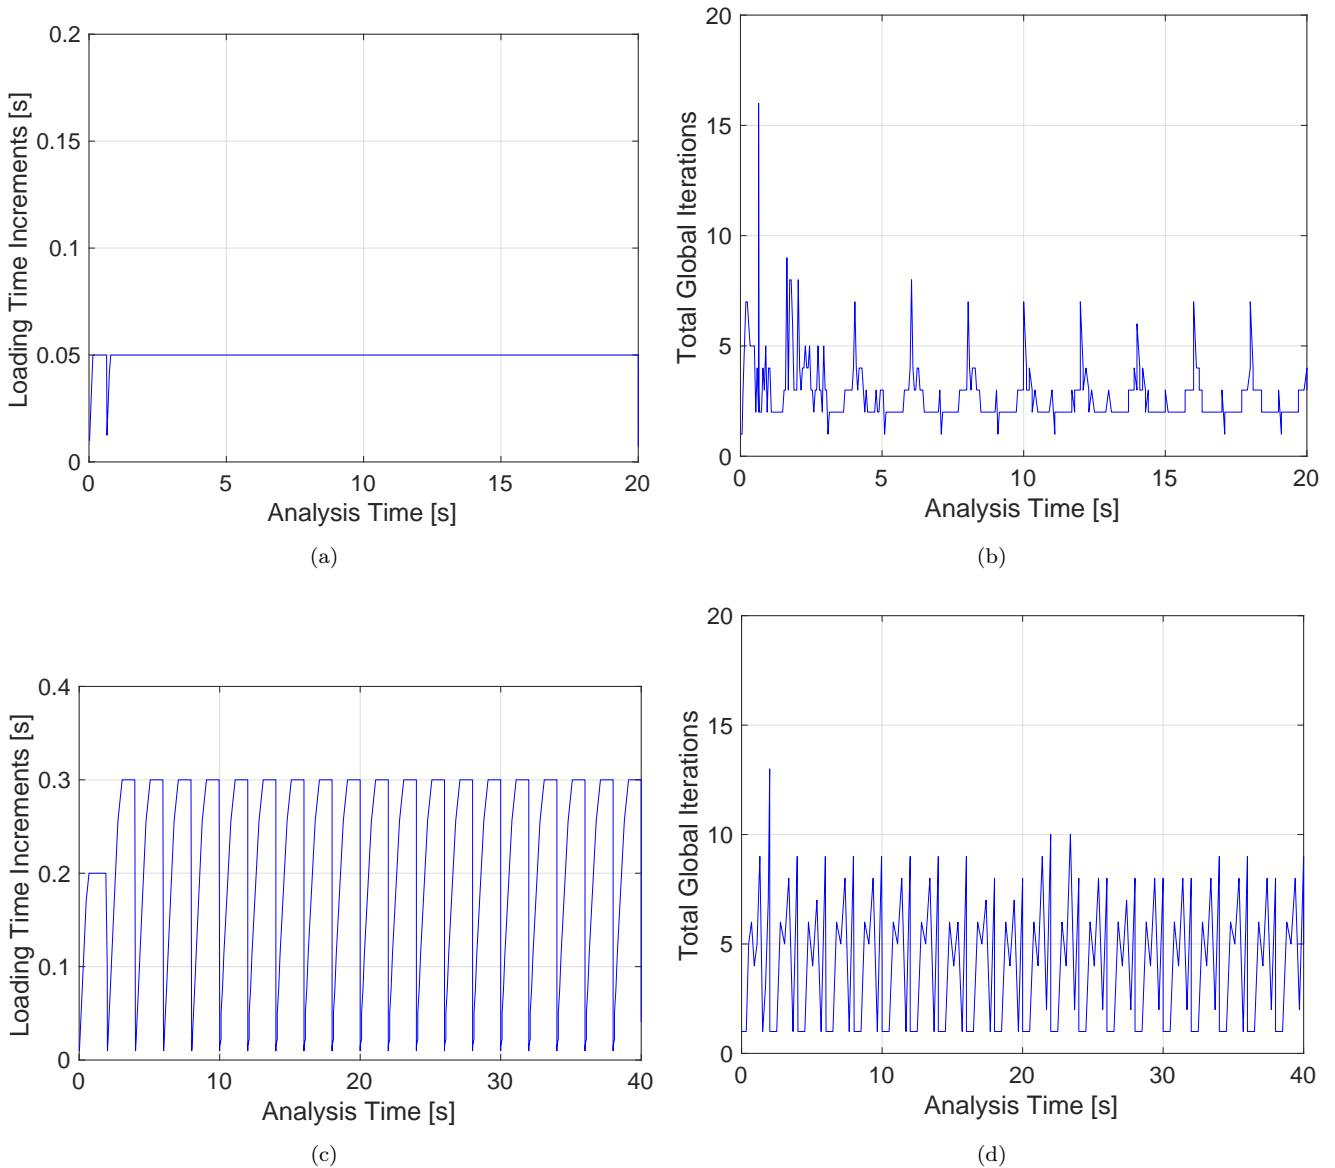 0.2
0.15
0.1
0.05
0
0 5 10 15 20
Loading Time Increments [s]
Analysis Time [s]
(a)
20
15
10
5
0
0 5 10 15 20
Total Global Iterations
Analysis Time [s]
(b)
0.4
0.3
0.2
0.1
0
0 10 20 30 40
Loading Time Increments [s]
Analysis Time [s]
(c)
20
15
10
5
0
0 10 20 30 40
Total Global Iterations
Analysis Time [s]
(d)